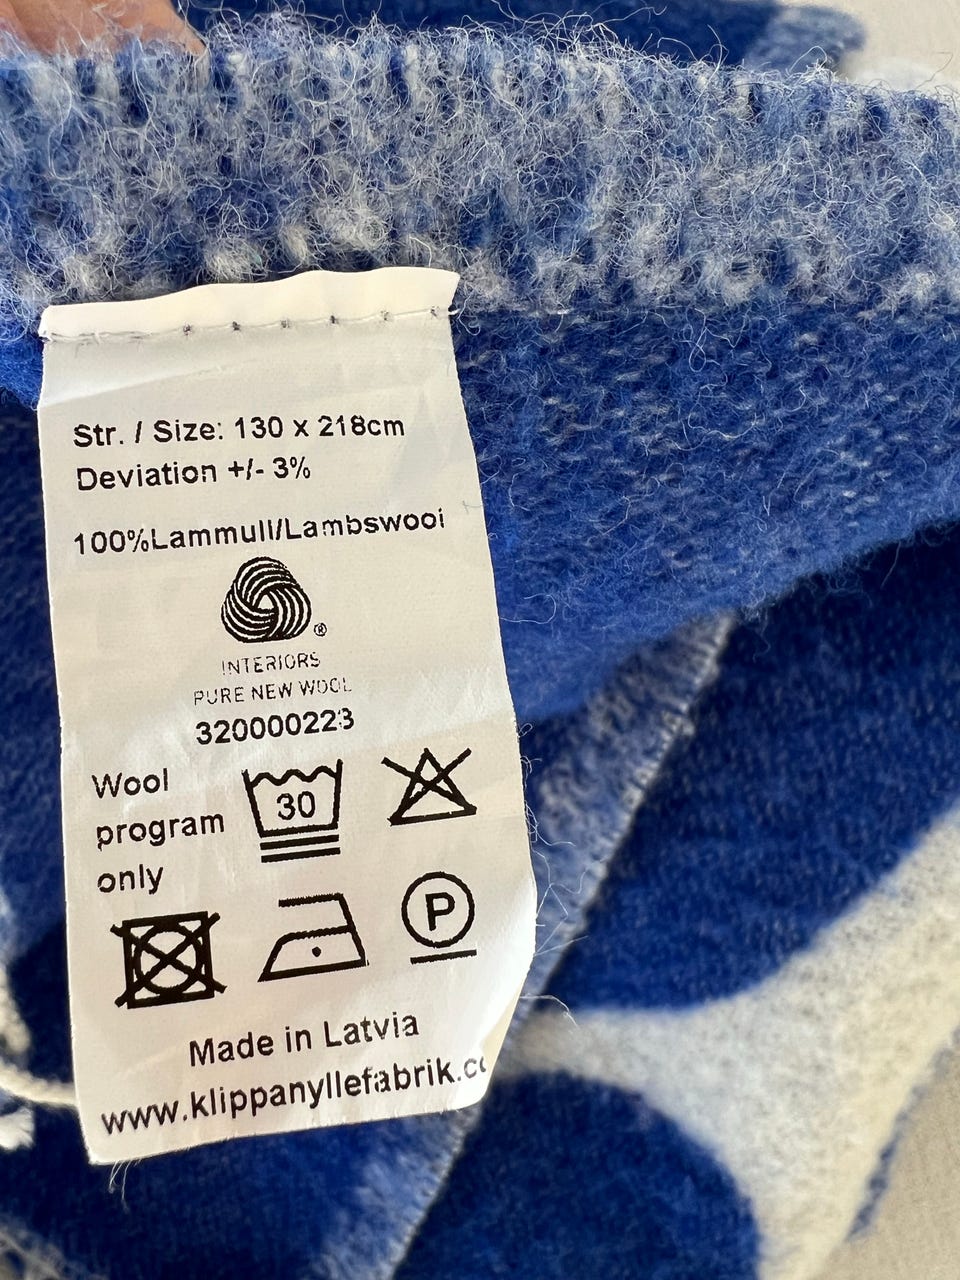 Str. / Size: 130 x 218cm
Deviation +/- 3%
100%Lammull/Lambswool
®
INTERIORS
PURE NEW WOOL
320000223
Wool
program
only
30
P
Made in Latvia
www.klippanyllefabrik.co